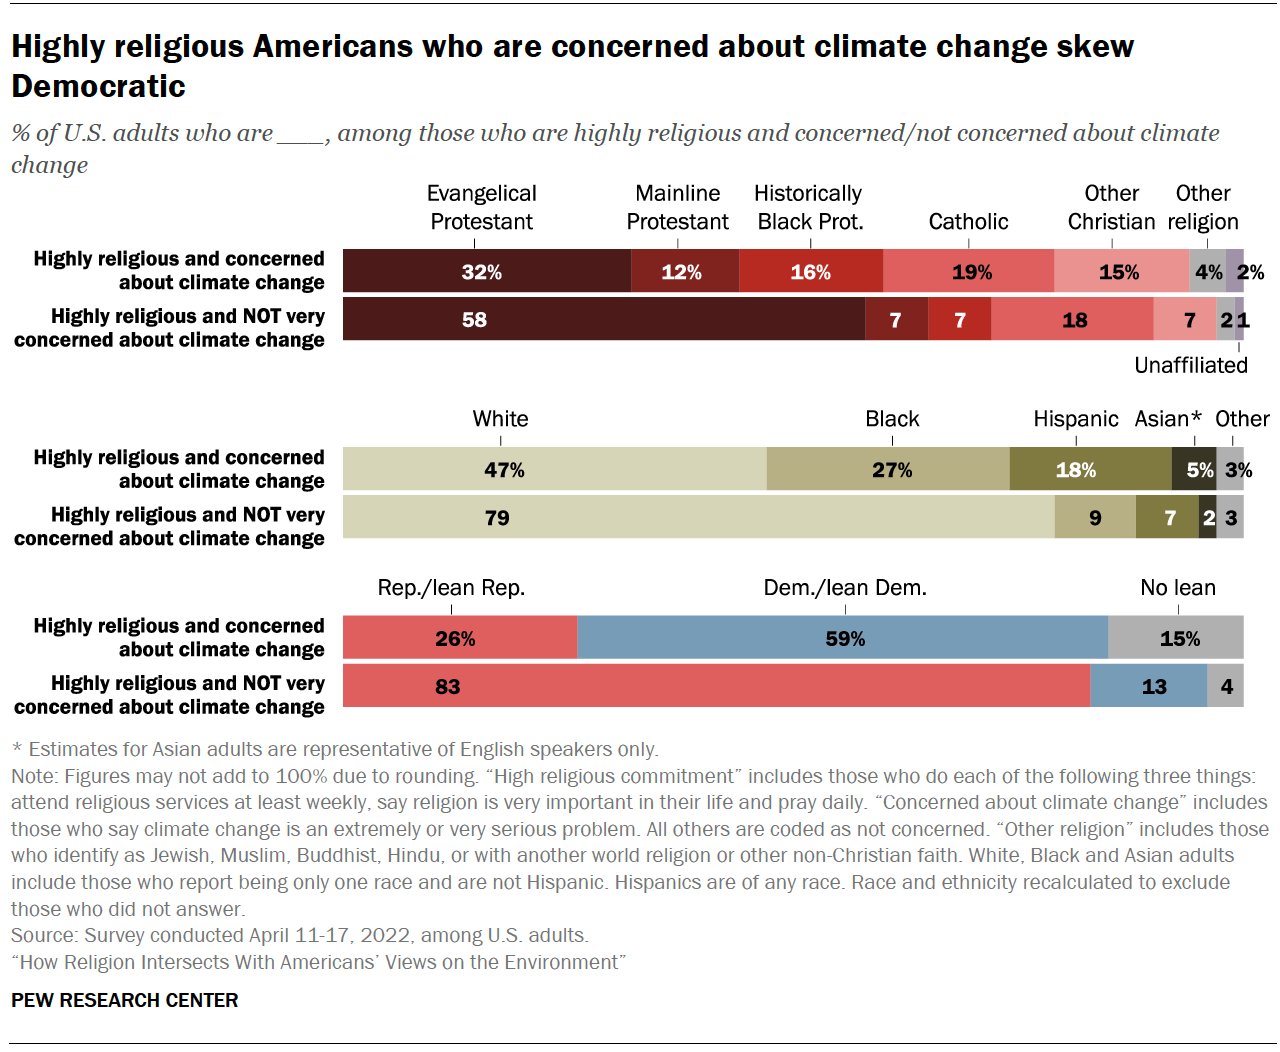 Highly religious Americans who are concerned about climate change skew
Democratic
% of U.S. adults who are ___, among those who are highly religious and concerned/not concerned about climate
change
Evangelical Protestant
Mainline Protestant
Historically Black Prot.
Catholic
Other Christian
Other religion
Highly religious and concerned
about climate change
32% 12% 16% 19% 15% 4% 2%
Highly religious and NOT very
concerned about climate change
58 7 7 18 7 2 1
Unaffiliated
White Black Hispanic Asian* Other
Highly religious and concerned
about climate change
47% 27% 18% 5% 3%
Highly religious and NOT very
concerned about climate change
79 9 7 2 3
Rep./lean Rep. Dem./lean Dem. No lean
Highly religious and concerned
about climate change
26% 59% 15%
Highly religious and NOT very
concerned about climate change
83 13 4
* Estimates for Asian adults are representative of English speakers only.
Note: Figures may not add to 100% due to rounding. “High religious commitment” includes those who do each of the following three things:
attend religious services at least weekly, say religion is very important in their life and pray daily. “Concerned about climate change” includes
those who say climate change is an extremely or very serious problem. All others are coded as not concerned. “Other religion” includes those
who identify as Jewish, Muslim, Buddhist, Hindu, or with another world religion or other non-Christian faith. White, Black and Asian adults
include those who report being only one race and are not Hispanic. Hispanics are of any race. Race and ethnicity recalculated to exclude
those who did not answer.
Source: Survey conducted April 11-17, 2022, among U.S. adults.
“How Religion Intersects With Americans’ Views on the Environment”
PEW RESEARCH CENTER